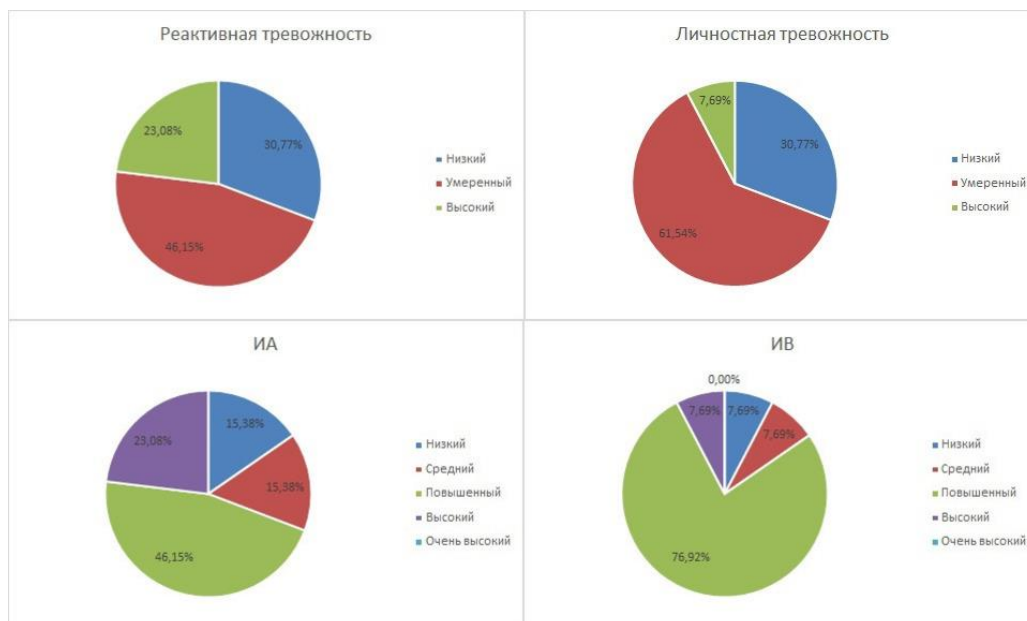 Реактивная тревожность
23,08%
30,77%
46,15%
Низкий
Умеренный
Высокий
Личностная тревожность
7,69%
30,77%
61,54%
Низкий
Умеренный
Высокий
ИА
15,38%
23,08%
15,38%
46,15%
Низкий
Средний
Повышенный
Высокий
Очень высокий
ИВ
0,00%
7,69%
7,69%
7,69%
76,92%
Низкий
Средний
Повышенный
Высокий
Очень высокий